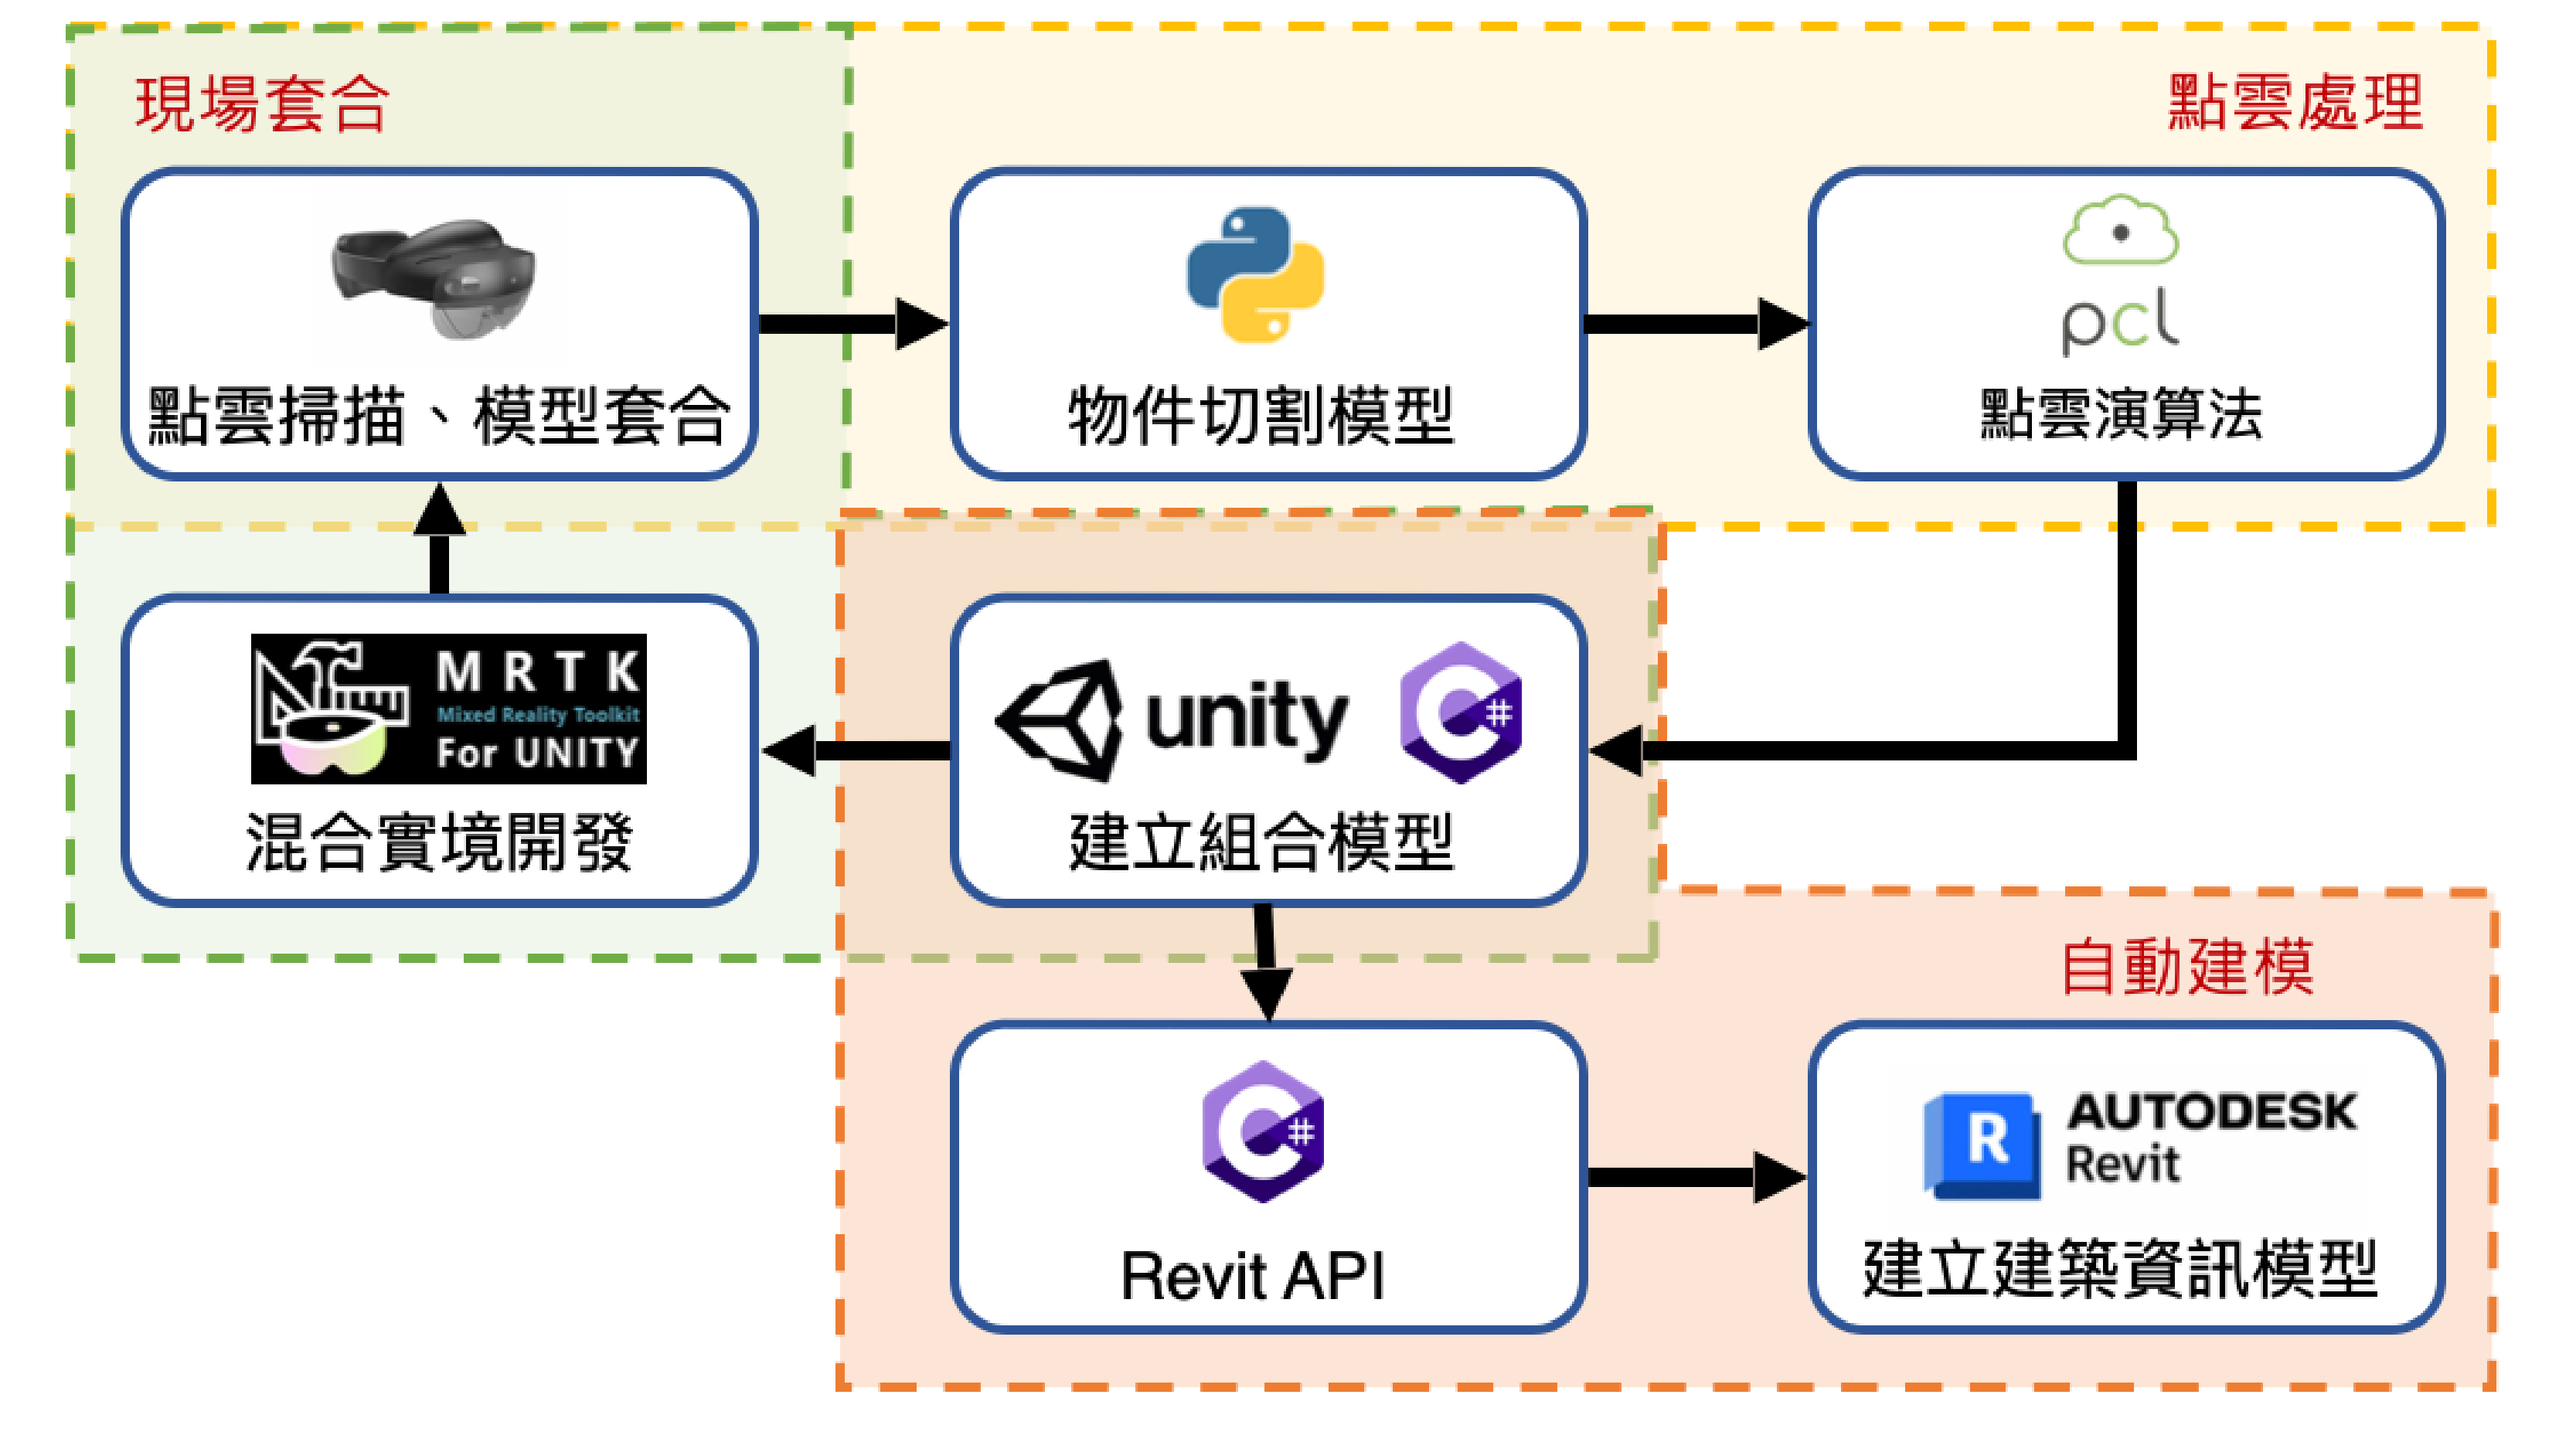 現場套合
點雲處理
點雲掃描、模型套合
物件切割模型
pcl
點雲演算法
MRTK
Mixed Reality Toolkit
For UNITY
混合實境開發
unity C#
建立組合模型
自動建模
C#
Revit API
R AUTODESK
Revit
建立建築資訊模型